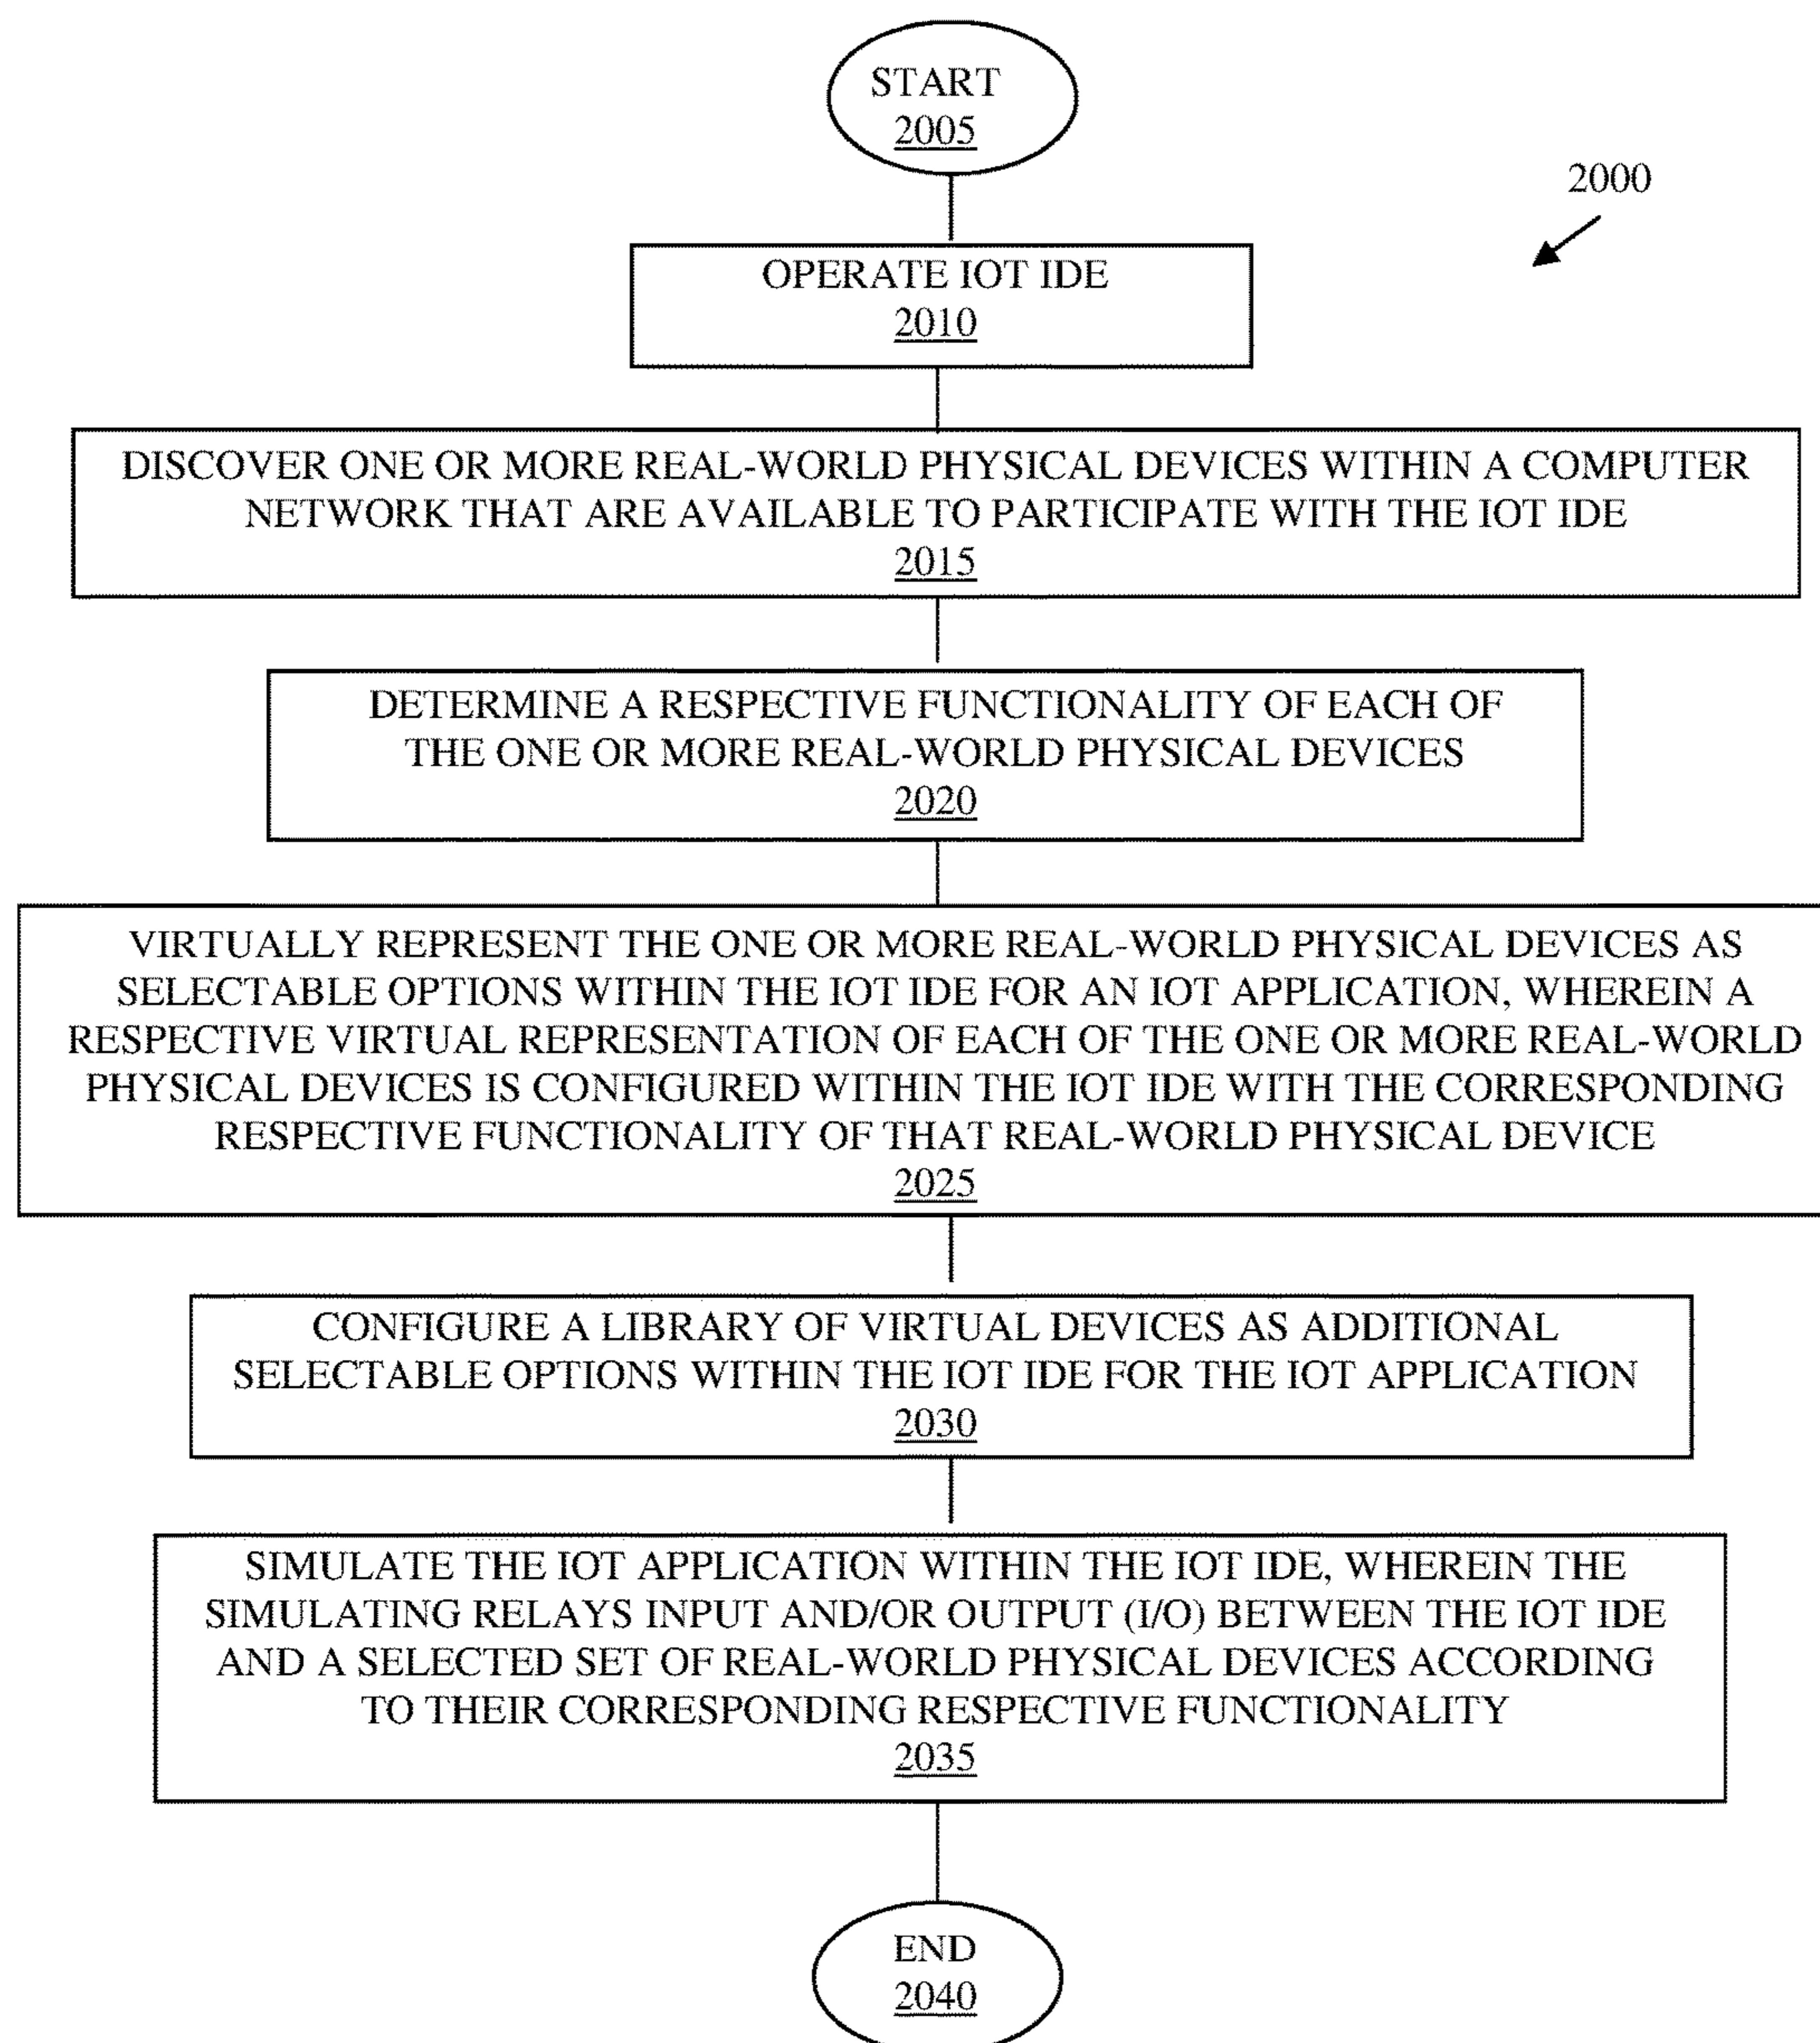 START
2005
2000
OPERATE IOT IDE
2010
DISCOVER ONE OR MORE REAL-WORLD PHYSICAL DEVICES WITHIN A COMPUTER
NETWORK THAT ARE AVAILABLE TO PARTICIPATE WITH THE IOT IDE
2015
DETERMINE A RESPECTIVE FUNCTIONALITY OF EACH OF
THE ONE OR MORE REAL-WORLD PHYSICAL DEVICES
2020
VIRTUALLY REPRESENT THE ONE OR MORE REAL-WORLD PHYSICAL DEVICES AS
SELECTABLE OPTIONS WITHIN THE IOT IDE FOR AN IOT APPLICATION, WHEREIN A
RESPECTIVE VIRTUAL REPRESENTATION OF EACH OF THE ONE OR MORE REAL-WORLD
PHYSICAL DEVICES IS CONFIGURED WITHIN THE IOT IDE WITH THE CORRESPONDING
RESPECTIVE FUNCTIONALITY OF THAT REAL-WORLD PHYSICAL DEVICE
2025
CONFIGURE A LIBRARY OF VIRTUAL DEVICES AS ADDITIONAL
SELECTABLE OPTIONS WITHIN THE IOT IDE FOR THE IOT APPLICATION
2030
SIMULATE THE IOT APPLICATION WITHIN THE IOT IDE, WHEREIN THE
SIMULATING RELAYS INPUT AND/OR OUTPUT (I/O) BETWEEN THE IOT IDE
AND A SELECTED SET OF REAL-WORLD PHYSICAL DEVICES ACCORDING
TO THEIR CORRESPONDING RESPECTIVE FUNCTIONALITY
2035
END
2040